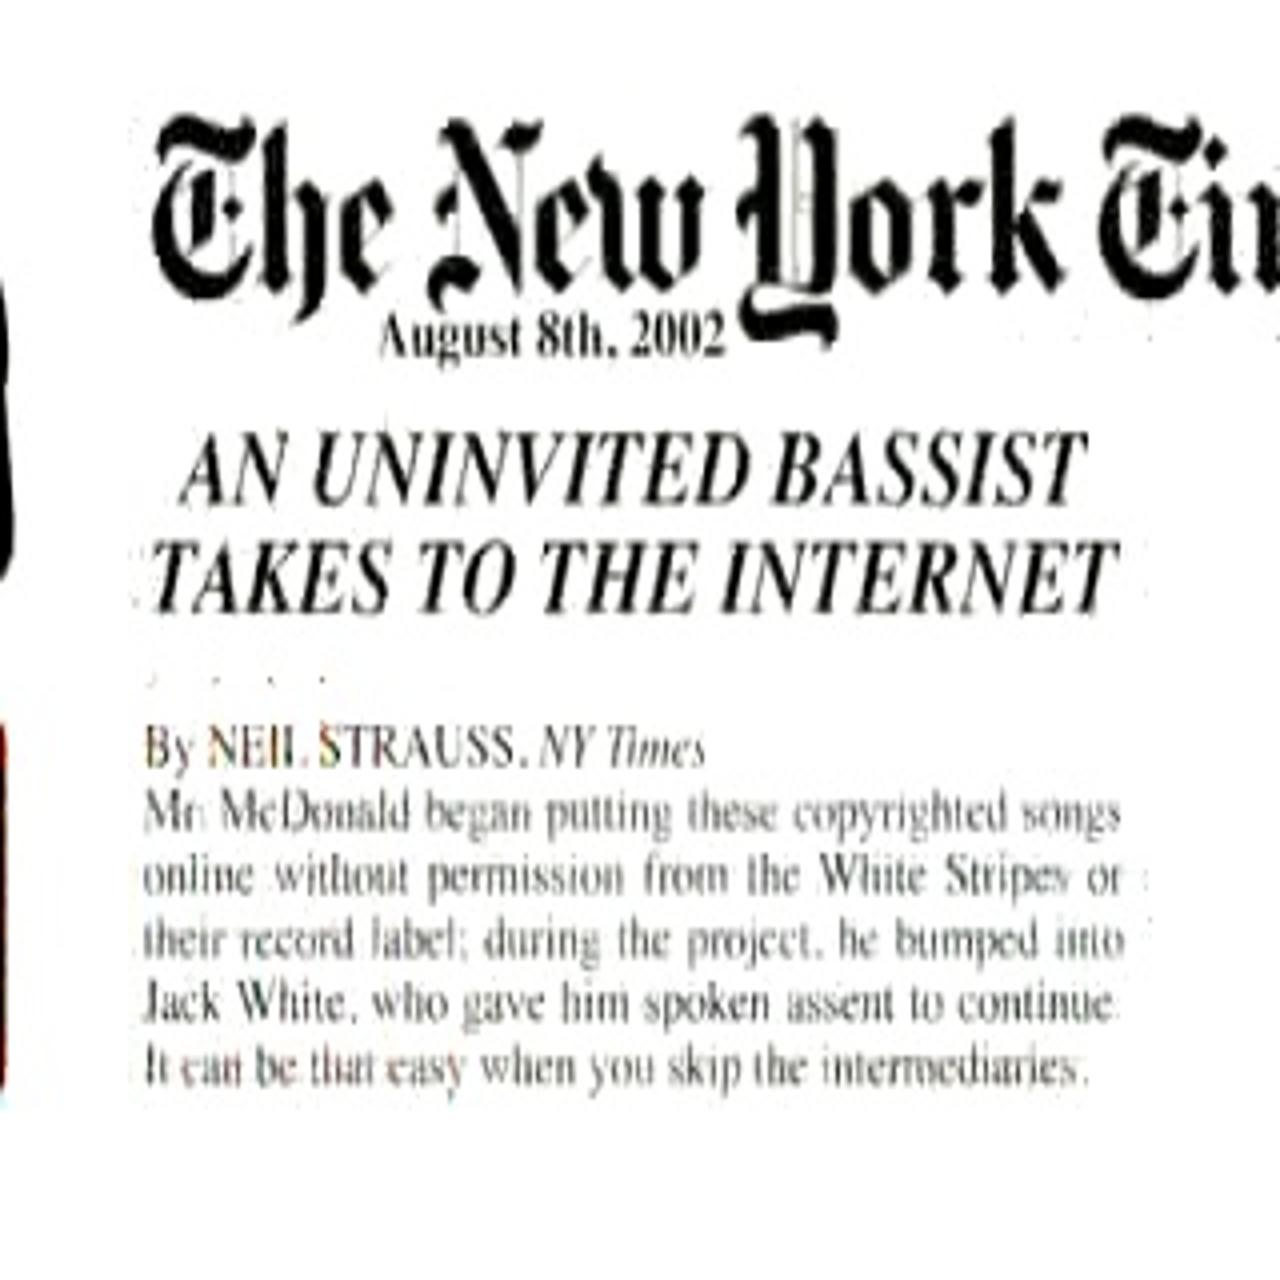 The New York Tim
August 8th, 2002
AN UNINVITED BASSIST
TAKES TO THE INTERNET
By NEIL STRAUSS, NY Times
Mr. McDonald began putting these copyrighted songs
online without permission from the White Stripes or
their record label; during the project, he bumped into
Jack White, who gave him spoken assent to continue.
It can be that easy when you skip the intermediaries.